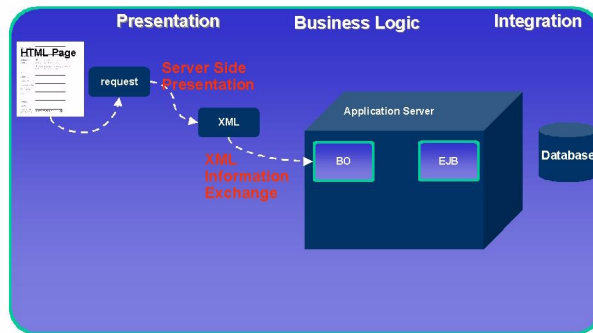 Presentation
Business Logic
Integration
HTML Page
request
Server Side
Presentation
XML
XML
Information
Exchange
Application Server
BO
EJB
Database